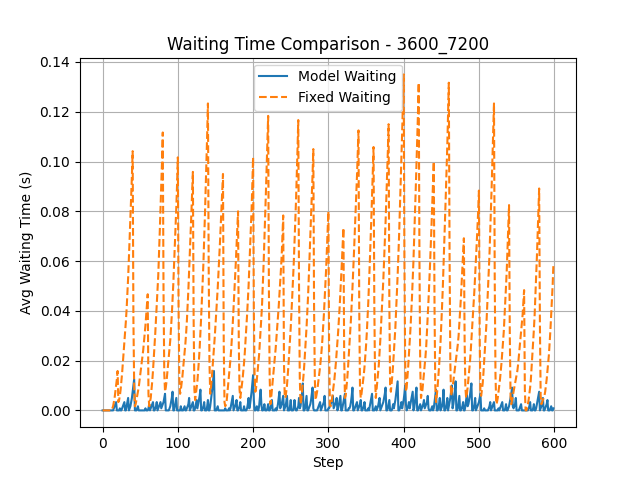 Waiting Time Comparison - 3600_7200
Model Waiting
Fixed Waiting
Avg Waiting Time (s)
0.14
0.12
0.10
0.08
0.06
0.04
0.02
0.00
0 100 200 300 400 500 600
Step